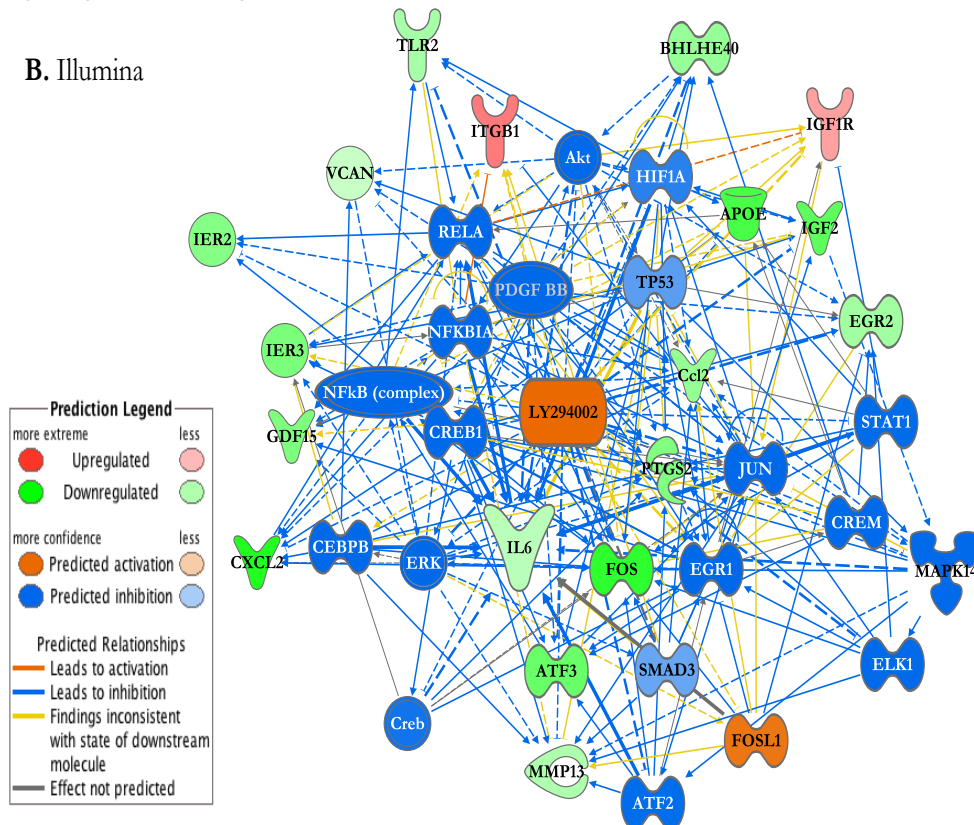 B. Illumina
TLR2
BHLHE40
ITGB1
IGF1R
Akt
VCAN
HIF1A
APOE
IGF2
IER2
RELA
PDGF BB
TP53
EGR2
NFKBIA
IER3
Ccl2
NFkB (complex)
LY294002
GDF15
CREB1
STAT1
PTGS2
JUN
CREM
CXCL2
CEBPB
ERK
IL6
FOS
EGR1
MAPK14
ATF3
SMAD3
ELK1
Creb
FOSL1
MMP13
ATF2
Prediction Legend
more extreme less
Upregulated
Downregulated
more confidence less
Predicted activation
Predicted inhibition
Predicted Relationships
Leads to activation
Leads to inhibition
Findings inconsistent
with state of downstream
molecule
Effect not predicted